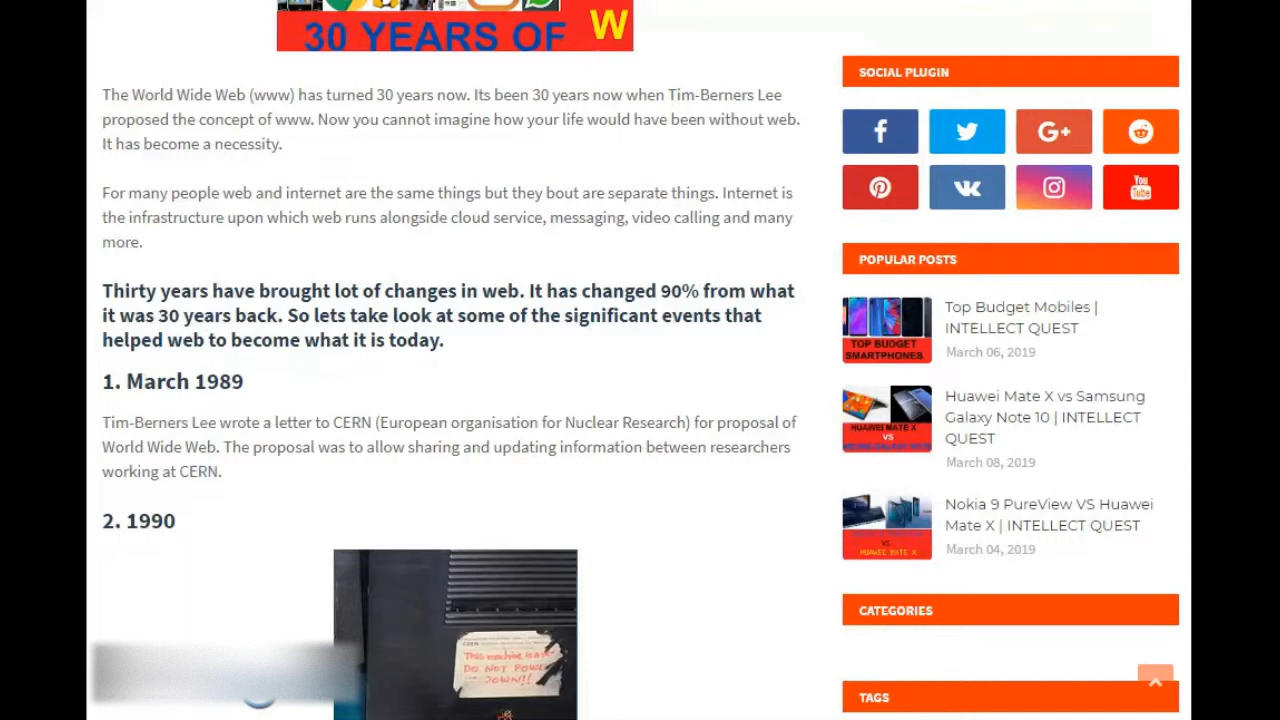 30 YEARS OF W
The World Wide Web (www) has turned 30 years now. Its been 30 years now when Tim-Berners Lee
proposed the concept of www. Now you cannot imagine how your life would have been without web.
It has become a necessity.
For many people web and internet are the same things but they bout are separate things. Internet is
the infrastructure upon which web runs alongside cloud service, messaging, video calling and many
more.
Thirty years have brought lot of changes in web. It has changed 90% from what
it was 30 years back. So lets take look at some of the significant events that
helped web to become what it is today.
1. March 1989
Tim-Berners Lee wrote a letter to CERN (European organisation for Nuclear Research) for proposal of
World Wide Web. The proposal was to allow sharing and updating information between researchers
working at CERN.
2. 1990
This machine is a
DO NOT POWE
DOWN!!
SOCIAL PLUGIN
f
G+
You
Tube
POPULAR POSTS
TOP BUDGET
SMARTPHONES
Top Budget Mobiles |
INTELLECT QUEST
March 06, 2019
HUAWEI MATE X
VS
Huawei Mate X vs Samsung
Galaxy Note 10 | INTELLECT
QUEST
March 08, 2019
VS
HUAWEI MATE X
Nokia 9 PureView VS Huawei
Mate X | INTELLECT QUEST
March 04, 2019
CATEGORIES
TAGS